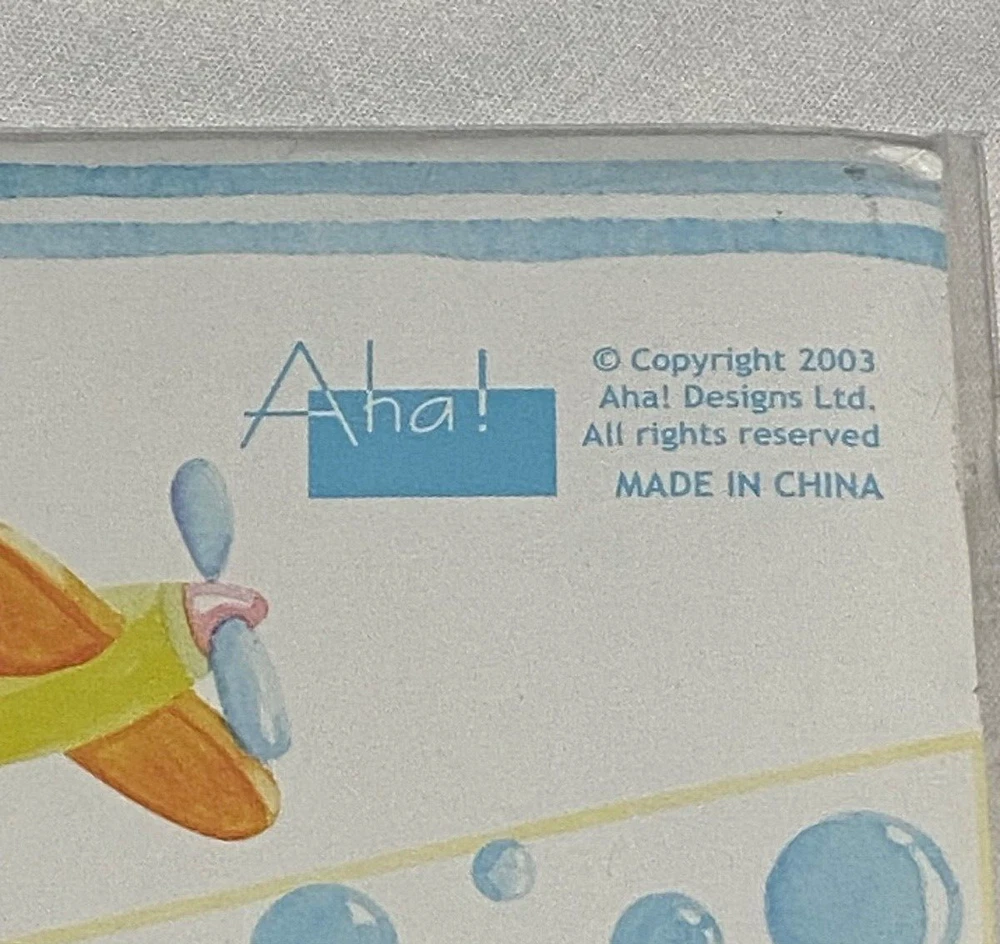 Aha!
© Copyright 2003
Aha! Designs Ltd.
All rights reserved
MADE IN CHINA